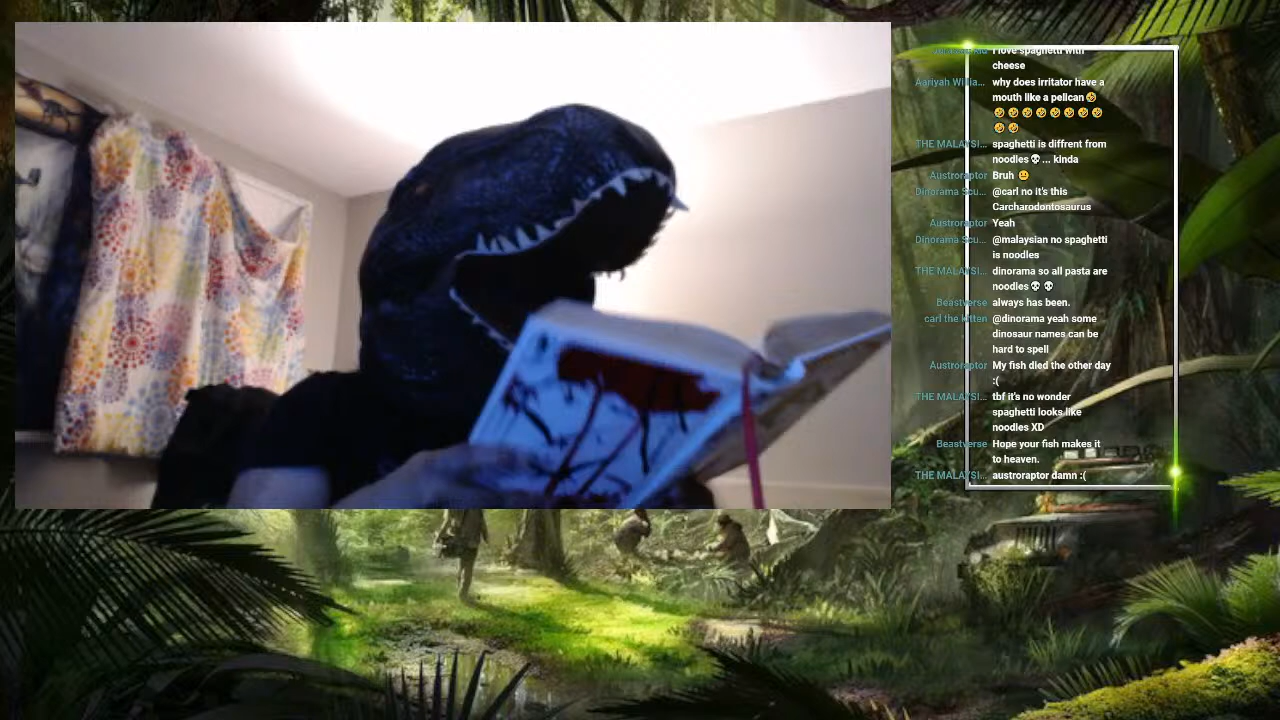 I love spaghetti with
cheese
Aariyah Willa... why does irritator have a
mouth like a pelican🤣
🤣🤣🤣🤣🤣🤣🤣🤣
🤣🤣
THE MALAYSI... spaghetti is diffrent from
noodles💀... kinda
Austroraptor Bruh 😐
Dinorama Scu... @carl no it's this
Carcharodontosaurus
Austroraptor Yeah
Dinorama Scu... @malaysian no spaghetti
is noodles
THE MALAYSI... dinorama so all pasta are
noodles💀💀
Beastverse always has been.
carl the kitten @dinorama yeah some
dinosaur names can be
hard to spell
Austroraptor My fish died the other day
:(
THE MALAYSI... tbf it's no wonder
spaghetti looks like
noodles XD
Beastverse Hope your fish makes it
to heaven.
THE MALAYSI... austroraptor damn :(